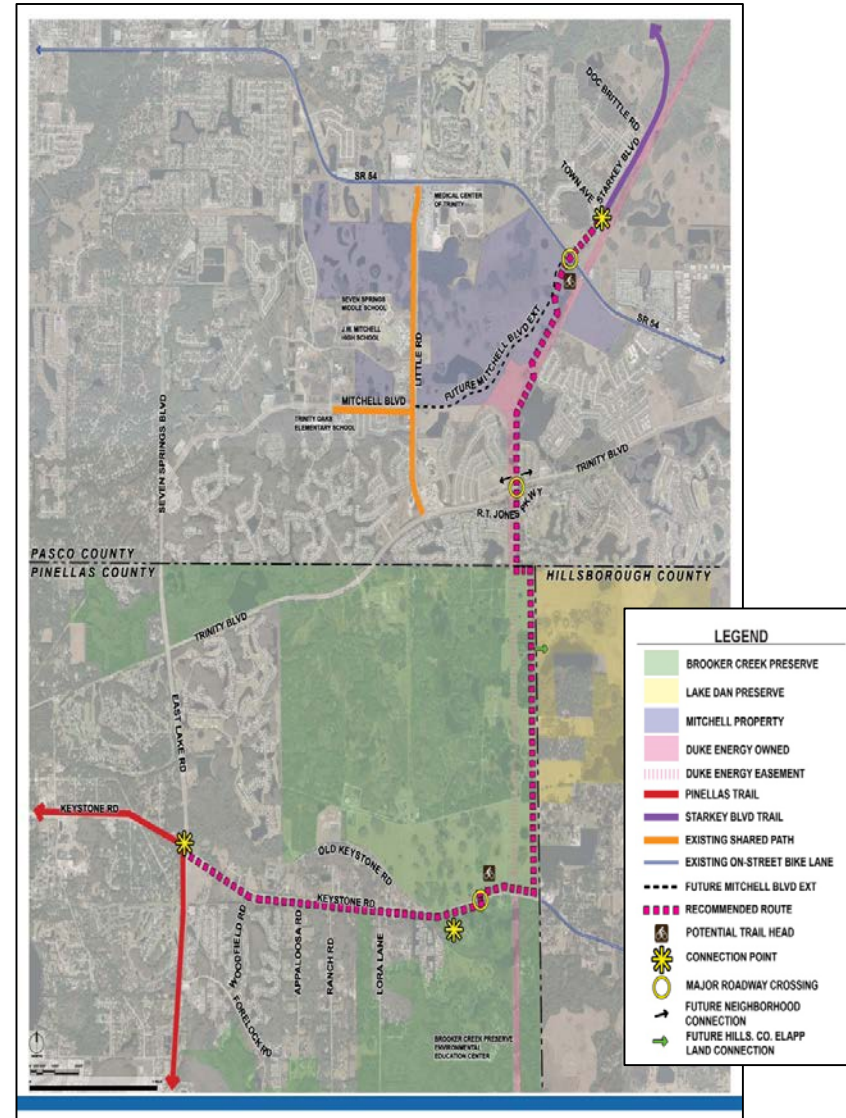 DOC BRITTLE RD
STARKEY BLVD
TOWN AVE
SR 54
MEDICAL CENTER
OF TRINITY
SEVEN SPRINGS
MIDDLE SCHOOL
J.W. MITCHELL
HIGH SCHOOL
LITTLE RD
FUTURE MITCHELL BLVD EXT
SR 54
MITCHELL BLVD
TRINITY OAKS
ELEMENTARY SCHOOL
SEVEN SPRINGS BLVD
TRINITY BLVD
R.T. JONES PKWY
PASCO COUNTY
PINELLAS COUNTY
HILLSBOROUGH COUNTY
TRINITY BLVD
EAST LAKE RD
KEYSTONE RD
OLD KEYSTONE RD
KEYSTONE RD
WOODFIELD RD
APPALOOSA RD
RANCH RD
LORA LANE
FORELOCK RD
BROOKER CREEK PRESERVE
ENVIRONMENTAL
EDUCATION CENTER
LEGEND
BROOKER CREEK PRESERVE
LAKE DAN PRESERVE
MITCHELL PROPERTY
DUKE ENERGY OWNED
DUKE ENERGY EASEMENT
PINELLAS TRAIL
STARKEY BLVD TRAIL
EXISTING SHARED PATH
EXISTING ON-STREET BIKE LANE
FUTURE MITCHELL BLVD EXT
RECOMMENDED ROUTE
POTENTIAL TRAIL HEAD
CONNECTION POINT
MAJOR ROADWAY CROSSING
FUTURE NEIGHBORHOOD
CONNECTION
FUTURE HILLS. CO. ELAPP
LAND CONNECTION